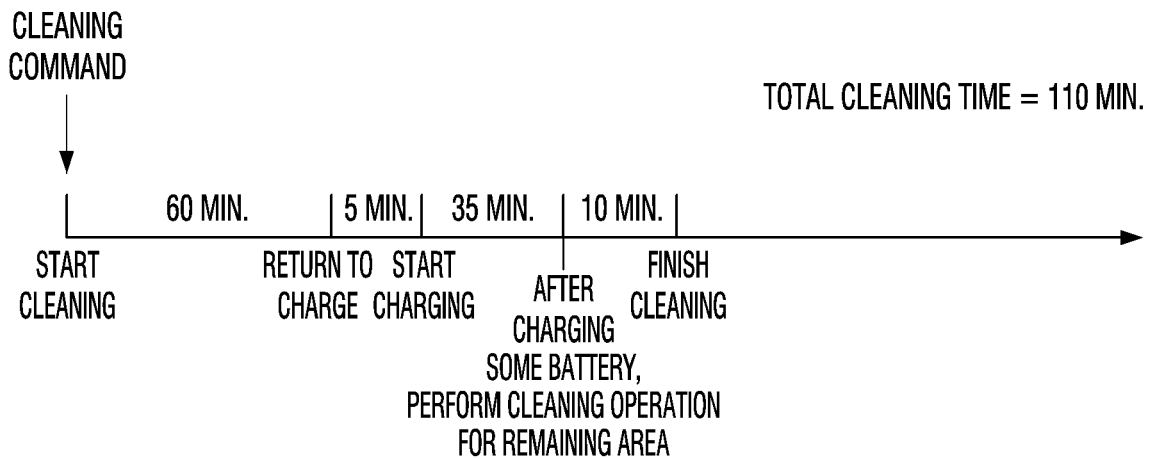 CLEANING
COMMAND
TOTAL CLEANING TIME = 110 MIN.
60 MIN.
5 MIN.
35 MIN.
10 MIN.
START
CLEANING
RETURN TO
CHARGE
START
CHARGING
AFTER
CHARGING
SOME BATTERY,
PERFORM CLEANING OPERATION
FOR REMAINING AREA
FINISH
CLEANING